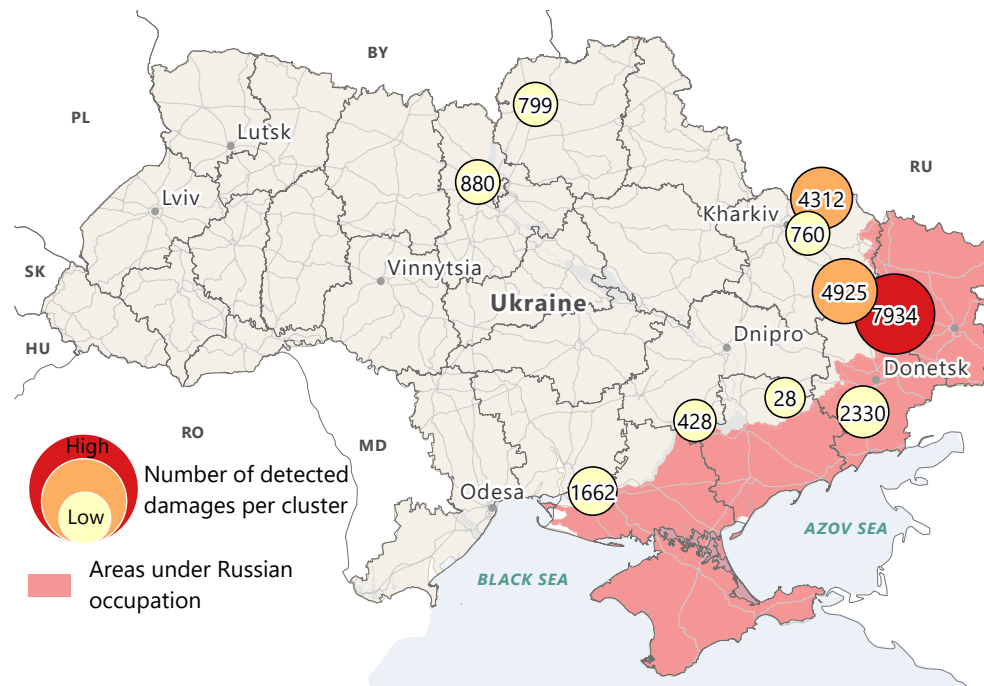 BY
799
PL
Lutsk
RU
880
4312
Lviv
Kharkiv
760
SK
Vinnytsia
4925
Ukraine
7934
HU
Dnipro
Donetsk
28
2330
428
RO
MD
High
Number of detected
damages per cluster
Low
1662
Odesa
AZOV SEA
Areas under Russian
occupation
BLACK SEA